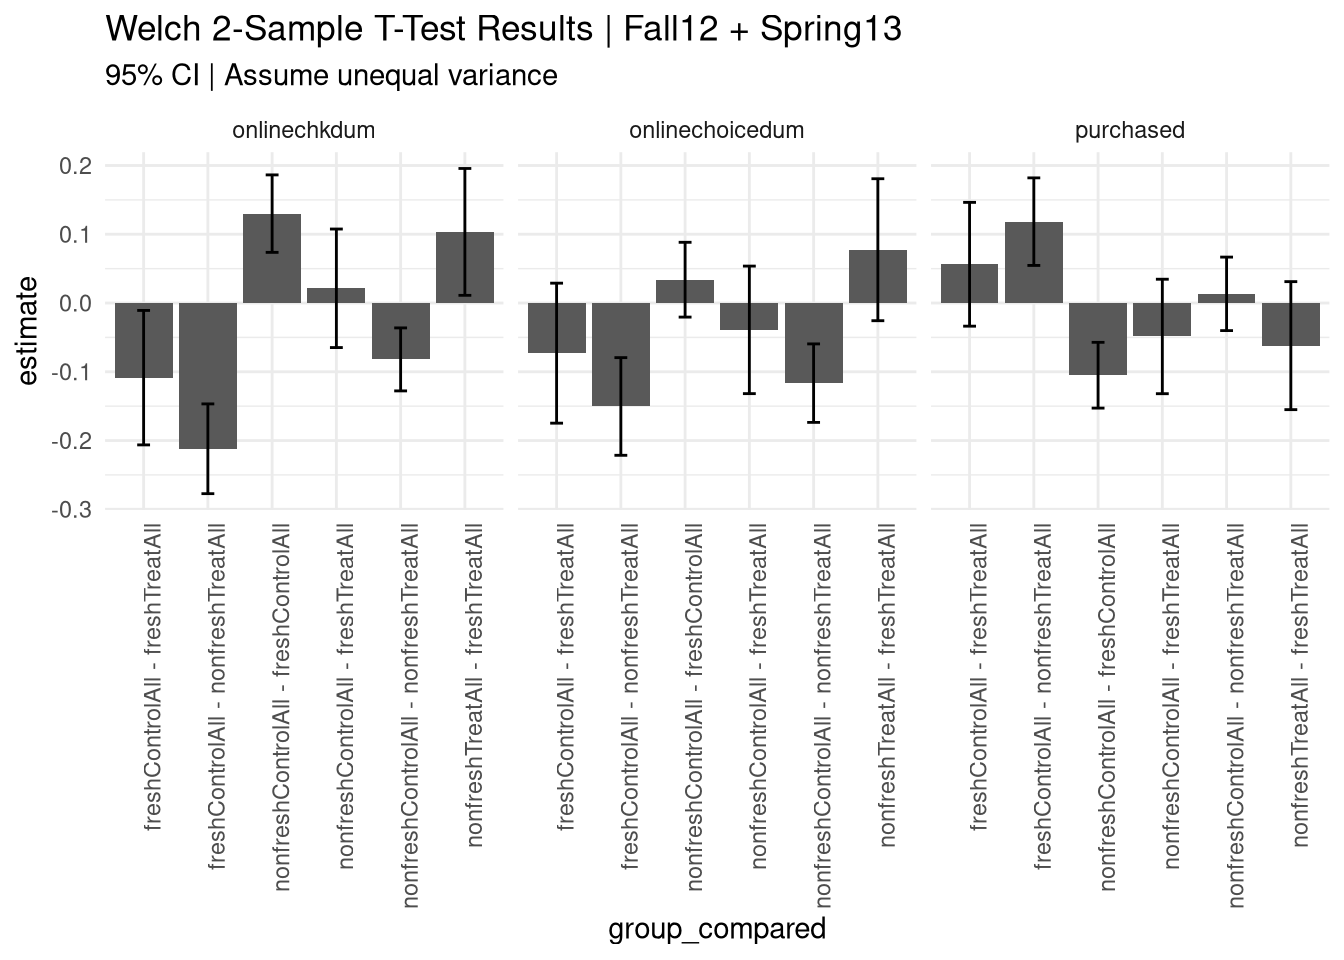 Welch 2-Sample T-Test Results | Fall12 + Spring13
95% CI | Assume unequal variance
onlinechkdum
onlinechoicedum
purchased
estimate
0.2
0.1
0.0
-0.1
-0.2
-0.3
freshControlAll - freshTreatAll
freshControlAll - nonfreshTreatAll
nonfreshControlAll - freshControlAll
nonfreshControlAll - freshTreatAll
nonfreshControlAll - nonfreshTreatAll
nonfreshTreatAll - freshTreatAll
freshControlAll - freshTreatAll
freshControlAll - nonfreshTreatAll
nonfreshControlAll - freshControlAll
nonfreshControlAll - freshTreatAll
nonfreshControlAll - nonfreshTreatAll
nonfreshTreatAll - freshTreatAll
freshControlAll - freshTreatAll
freshControlAll - nonfreshTreatAll
nonfreshControlAll - freshControlAll
nonfreshControlAll - freshTreatAll
nonfreshControlAll - nonfreshTreatAll
nonfreshTreatAll - freshTreatAll
group_compared